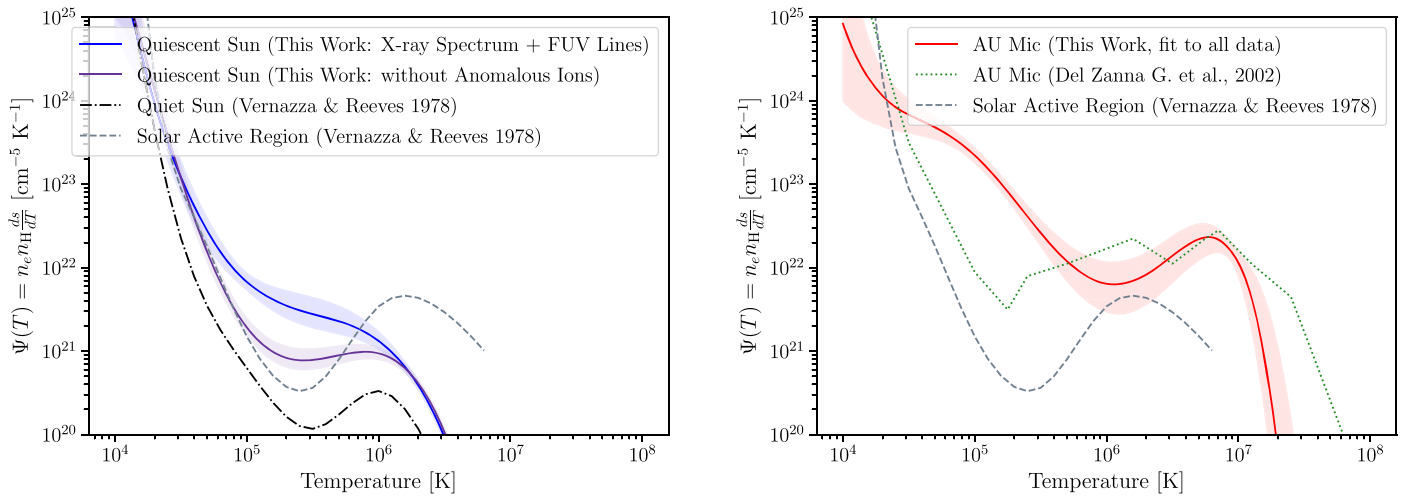 Quiescent Sun (This Work: X-ray Spectrum + FUV Lines)
Quiescent Sun (This Work: without Anomalous Ions)
Quiet Sun (Vernazza & Reeves 1978)
Solar Active Region (Vernazza & Reeves 1978)
10^25
10^24
10^23
10^22
10^21
10^20
Ψ(T) = n_e n_H ds/dT [cm^−5 K^−1]
10^4 10^5 10^6 10^7 10^8
Temperature [K]
AU Mic (This Work, fit to all data)
AU Mic (Del Zanna G. et al., 2002)
Solar Active Region (Vernazza & Reeves 1978)
10^25
10^24
10^23
10^22
10^21
10^20
Ψ(T) = n_e n_H ds/dT [cm^−5 K^−1]
10^4 10^5 10^6 10^7 10^8
Temperature [K]